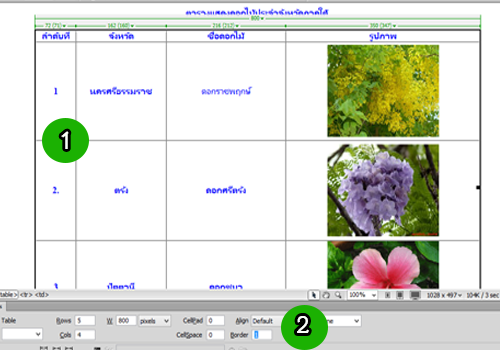 ตารางแสดงดอกไม้ประจำจังหวัดภาคใต้
800
72 (71) 162 (160) 216 (212) 350 (347)
ลำดับที่ จังหวัด ชื่อดอกไม้ รูปภาพ
1 นครศรีธรรมราช ดอกราชพฤกษ์
1
2. ตรัง ดอกศรีตรัง
3 ปัตตานี ดอกชบา
table> <tr> <td> 100% 1028 x 497 104K / 3 sec
Table Rows 5 W 800 pixels CellPad 0 Align Default
2
Cols 4 CellSpace 0 Border 1